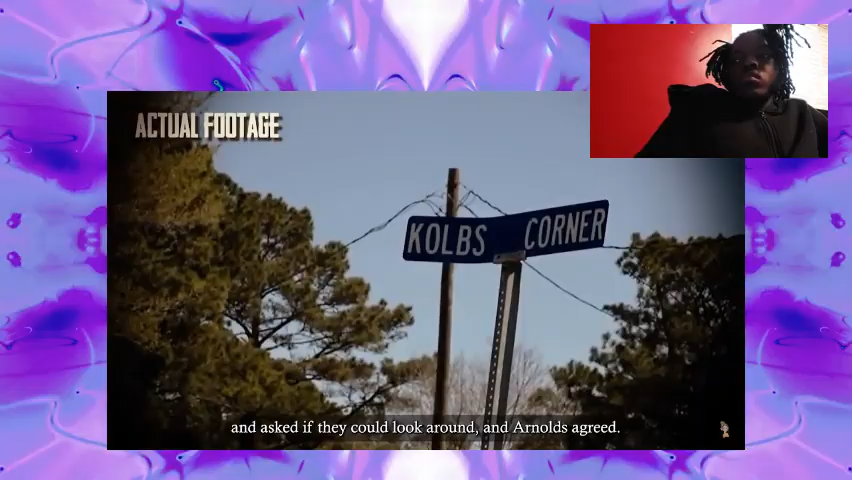 ACTUAL FOOTAGE
KOLBS CORNER
and asked if they could look around, and Arnolds agreed.